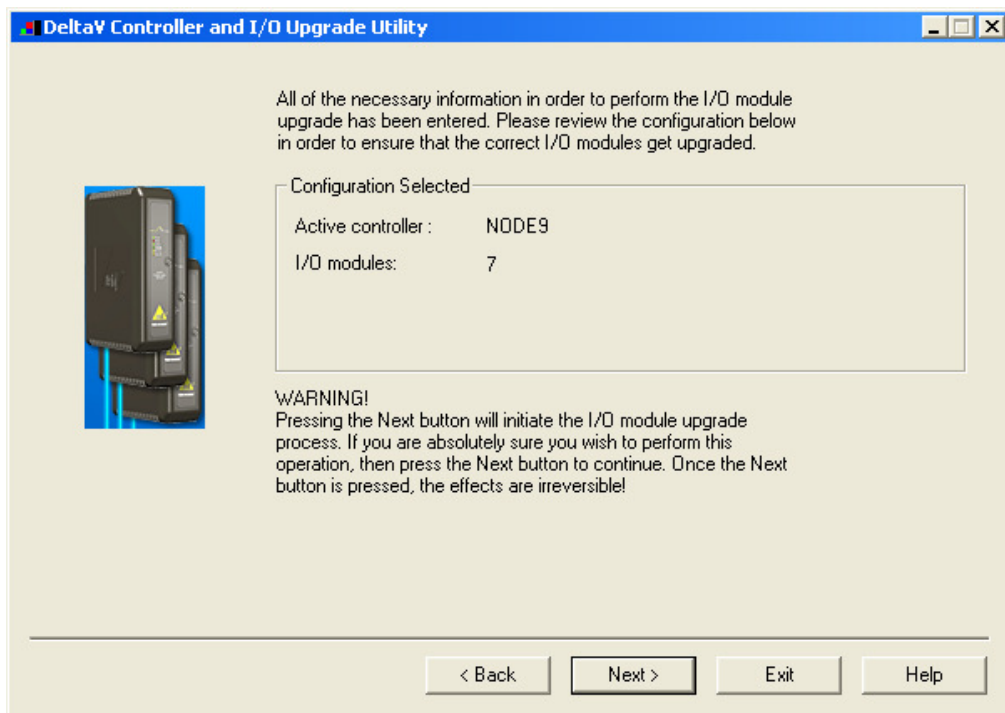 DeltaV Controller and I/O Upgrade Utility
All of the necessary information in order to perform the I/O module
upgrade has been entered. Please review the configuration below
in order to ensure that the correct I/O modules get upgraded.
Configuration Selected
Active controller : NODE9
I/O modules: 7
WARNING!
Pressing the Next button will initiate the I/O module upgrade
process. If you are absolutely sure you wish to perform this
operation, then press the Next button to continue. Once the Next
button is pressed, the effects are irreversible!
< Back Next > Exit Help